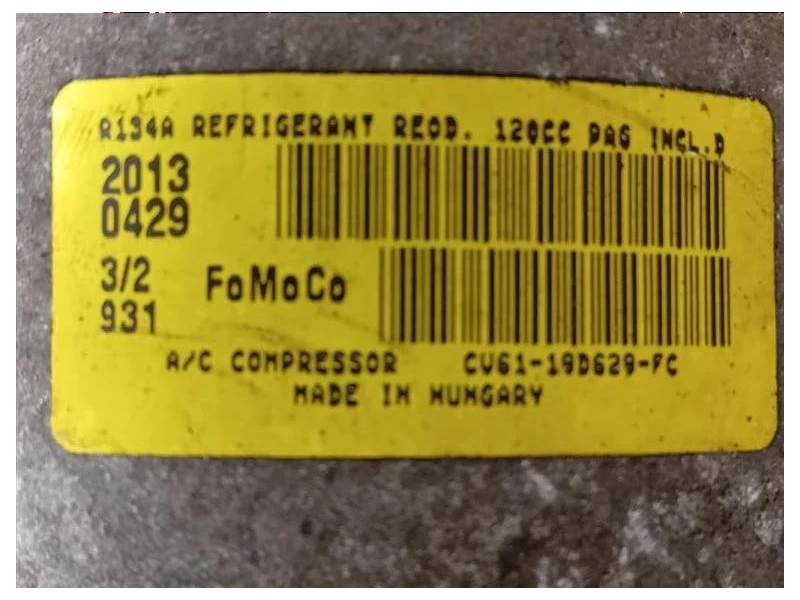 R134A REFRIGERANT REQD. 120CC PAG INCL.D
2013
0429
3/2
931
FoMoCo
A/C COMPRESSOR CV61-19D629-FC
MADE IN HUNGARY